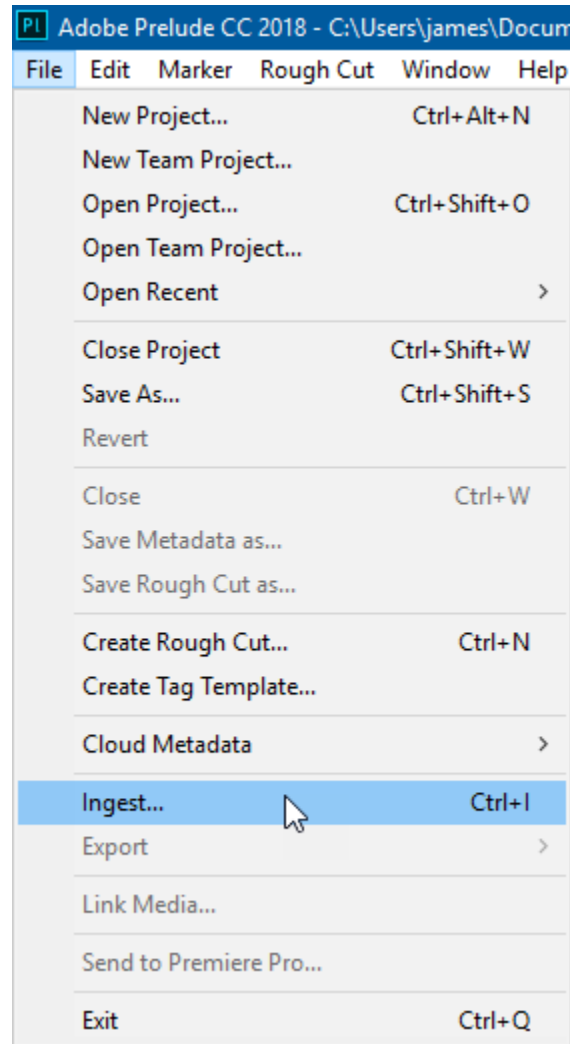 Pl Adobe Prelude CC 2018 - C:\Users\james\Docum
File Edit Marker Rough Cut Window Help
New Project... Ctrl+Alt+N
New Team Project...
Open Project... Ctrl+Shift+O
Open Team Project...
Open Recent >
Close Project Ctrl+Shift+W
Save As... Ctrl+Shift+S
Revert
Close Ctrl+W
Save Metadata as...
Save Rough Cut as...
Create Rough Cut... Ctrl+N
Create Tag Template...
Cloud Metadata >
Ingest... Ctrl+I
Export >
Link Media...
Send to Premiere Pro...
Exit Ctrl+Q